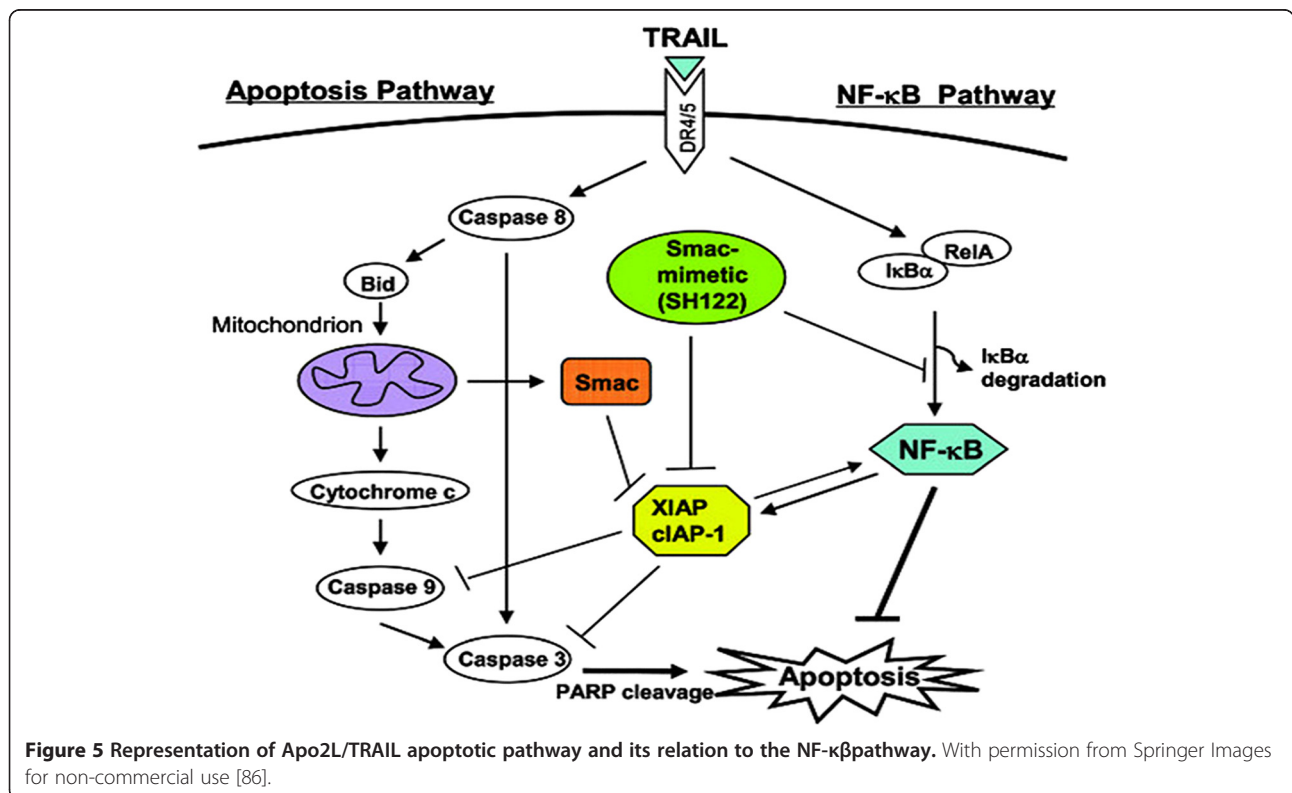 TRAIL
Apoptosis Pathway
NF-κB Pathway
DR4/5
Caspase 8
Smac-
mimetic
(SH122)
RelA
IκBα
Bid
Mitochondrion
IκBα
degradation
Smac
NF-κB
Cytochrome c
XIAP
cIAP-1
Caspase 9
Caspase 3
PARP cleavage
Apoptosis
Figure 5 Representation of Apo2L/TRAIL apoptotic pathway and its relation to the NF-κβpathway. With permission from Springer Images
for non-commercial use [86].